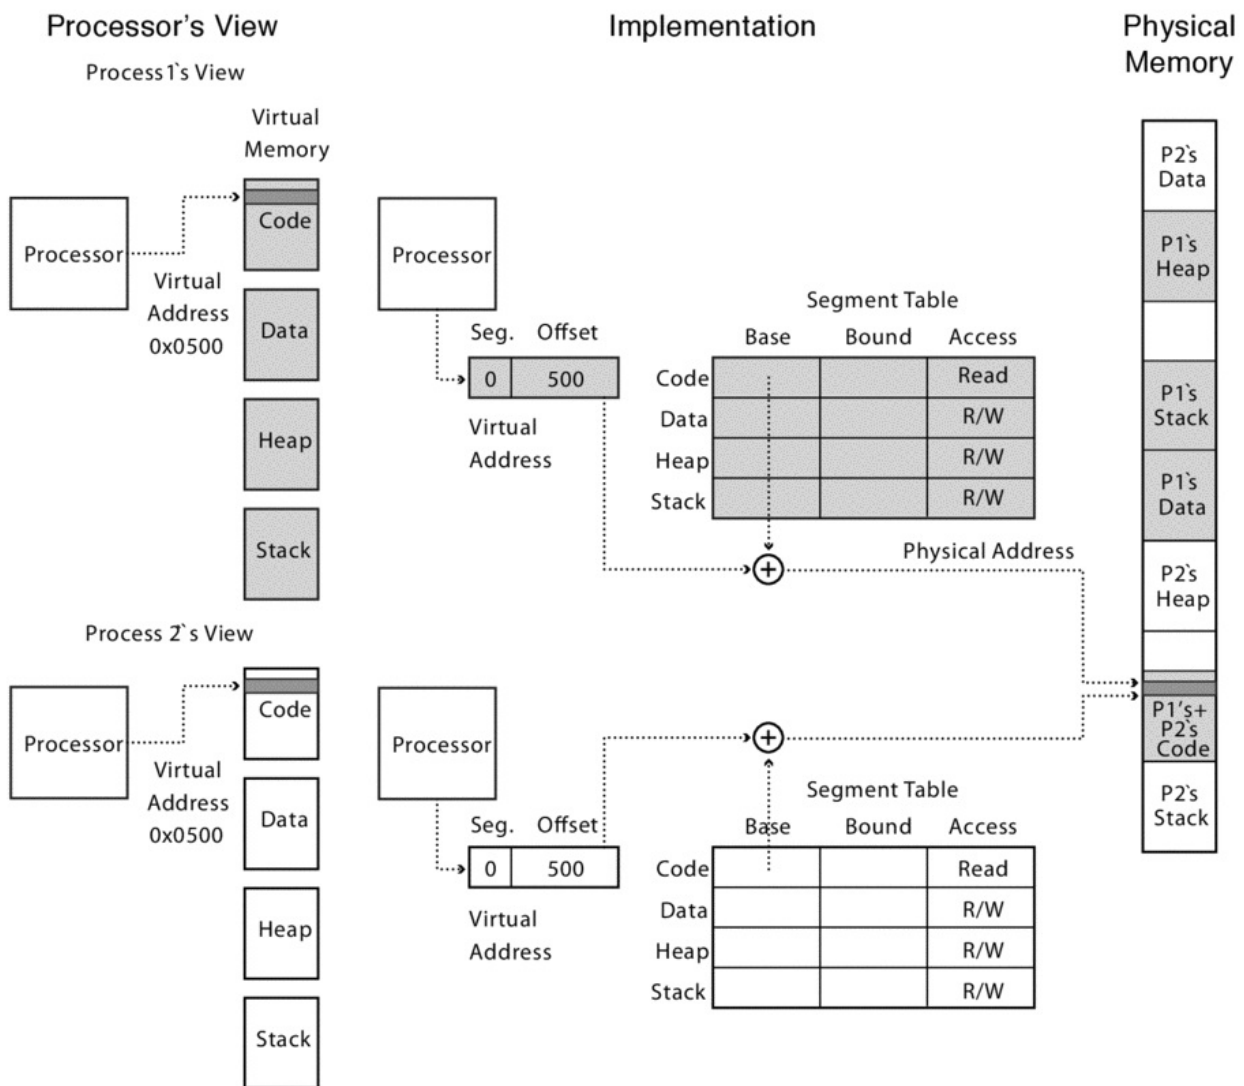 Processor's View
Implementation
Physical
Memory
Process 1`s View
Virtual
Memory
Processor
Code
Virtual
Address
0x0500
Data
Heap
Stack
Processor
Seg. Offset
0 500
Virtual
Address
Segment Table
Base Bound Access
Code Read
Data R/W
Heap R/W
Stack R/W
Physical Address
Process 2`s View
Processor
Code
Virtual
Address
0x0500
Data
Heap
Stack
Processor
Seg. Offset
0 500
Virtual
Address
Segment Table
Base Bound Access
Code Read
Data R/W
Heap R/W
Stack R/W
P2`s
Data
P1`s
Heap
P1`s
Stack
P1`s
Data
P2`s
Heap
P1's+
P2`s
Code
P2`s
Stack